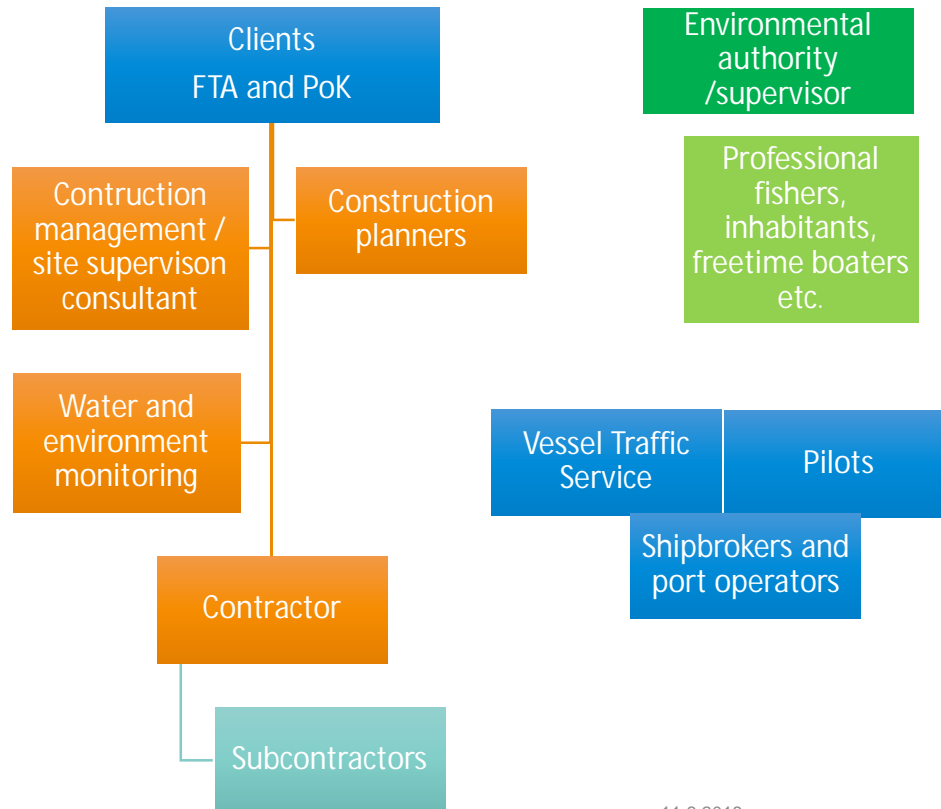 Clients
FTA and PoK
Environmental
authority
/supervisor
Professional
fishers,
inhabitants,
freetime boaters
etc.
Contruction
management /
site supervison
consultant
Construction
planners
Water and
environment
monitoring
Vessel Traffic
Service
Pilots
Shipbrokers and
port operators
Contractor
Subcontractors